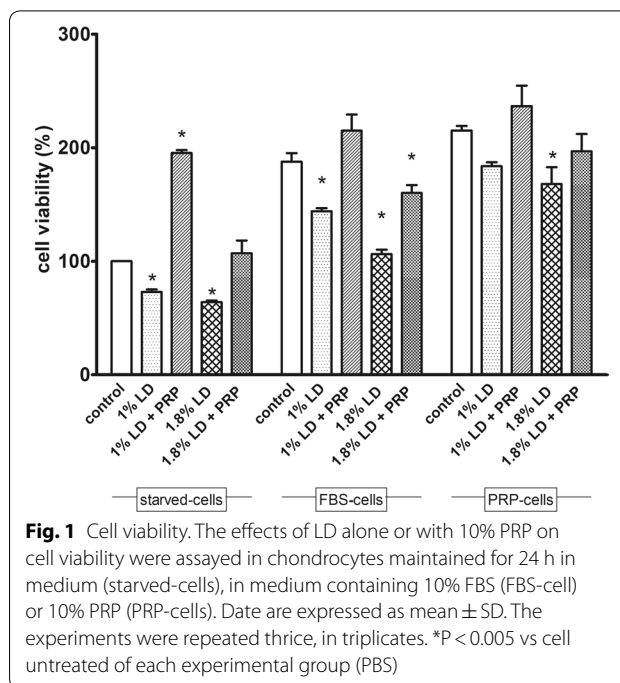 300
200
100
0
cell viability (%)
*
*
*
*
*
*
*
control
1% LD
1% LD + PRP
1.8% LD
1.8% LD + PRP
control
1% LD
1% LD + PRP
1.8% LD
1.8% LD + PRP
control
1% LD
1% LD + PRP
1.8% LD
1.8% LD + PRP
starved-cells
FBS-cells
PRP-cells
Fig. 1 Cell viability. The effects of LD alone or with 10% PRP on
cell viability were assayed in chondrocytes maintained for 24 h in
medium (starved-cells), in medium containing 10% FBS (FBS-cell)
or 10% PRP (PRP-cells). Date are expressed as mean ± SD. The
experiments were repeated thrice, in triplicates. *P < 0.005 vs cell
untreated of each experimental group (PBS)